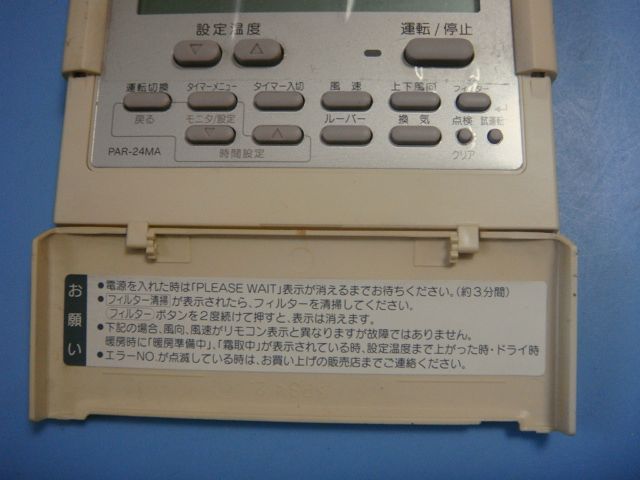 設定温度
運転/停止
▽ △
運転切換 タイマーメニュー タイマー入切 風速 上下風向 フィルター
戻る モニタ/設定 ルーバー 換気 点検 試運転
▽ △
PAR-24MA 時間設定 クリア
お願い
●電源を入れた時は「PLEASE WAIT」表示が消えるまでお待ちください。(約3分間)
●フィルター清掃が表示されたら、フィルターを清掃してください。
フィルター ボタンを2度続けて押すと、表示は消えます。
●下記の場合、風向、風速がリモコン表示と異なりますが故障ではありません。
暖房時に「暖房準備中」、「霜取中」が表示されている時、設定温度まで上がった時・ドライ時
●エラーNO.が点滅している時は、お買い上げの販売店までご連絡ください。